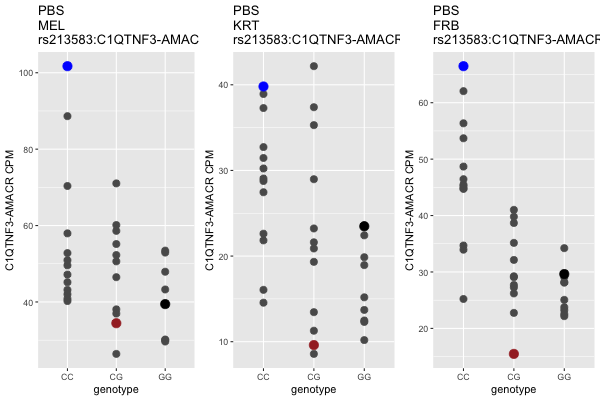 PBS
MEL
rs213583:C1QTNF3-AMAC
C1QTNF3-AMACR CPM
100
80
60
40
CC
CG
GG
genotype
PBS
KRT
rs213583:C1QTNF3-AMACR
C1QTNF3-AMACR CPM
40
30
20
10
CC
CG
GG
genotype
PBS
FRB
rs213583:C1QTNF3-AMACR
C1QTNF3-AMACR CPM
60
50
40
30
20
CC
CG
GG
genotype